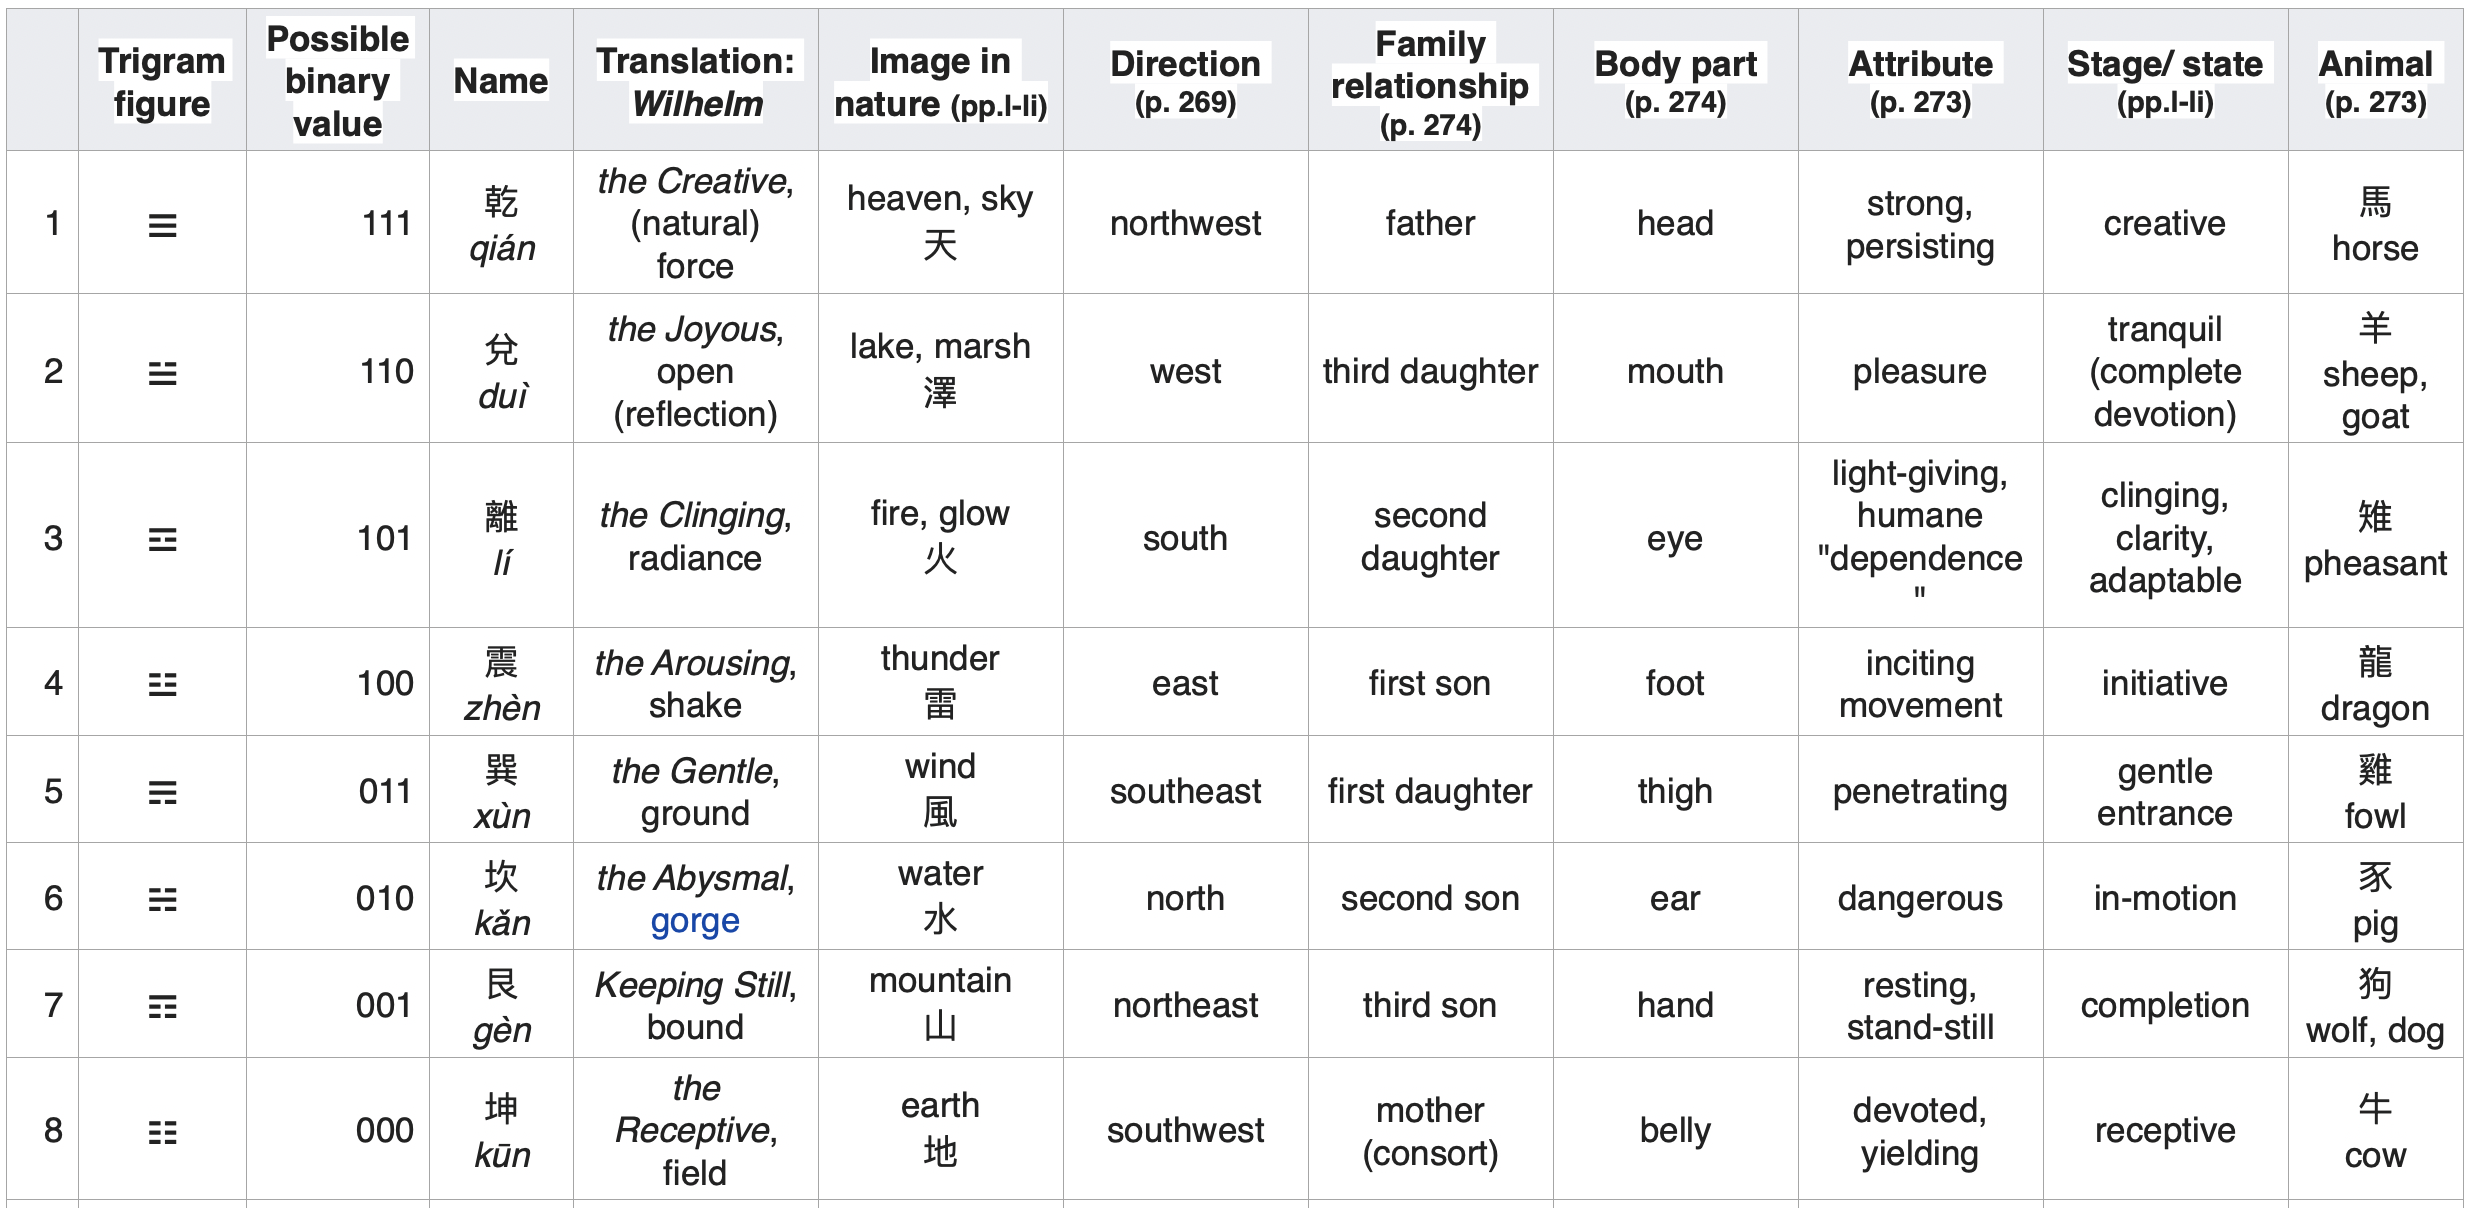 Trigram figure
Possible binary value
Name
Translation: Wilhelm
Image in nature (pp.l-li)
Direction (p. 269)
Family relationship (p. 274)
Body part (p. 274)
Attribute (p. 273)
Stage/ state (pp.l-li)
Animal (p. 273)
1
☰
111
乾
qián
the Creative,
(natural)
force
heaven, sky
天
northwest
father
head
strong,
persisting
creative
馬
horse
2
☱
110
兌
duì
the Joyous,
open
(reflection)
lake, marsh
澤
west
third daughter
mouth
pleasure
tranquil
(complete
devotion)
羊
sheep,
goat
3
☲
101
離
lí
the Clinging,
radiance
fire, glow
火
south
second
daughter
eye
light-giving,
humane
"dependence
"
clinging,
clarity,
adaptable
雉
pheasant
4
☳
100
震
zhèn
the Arousing,
shake
thunder
雷
east
first son
foot
inciting
movement
initiative
龍
dragon
5
☴
011
巽
xùn
the Gentle,
ground
wind
風
southeast
first daughter
thigh
penetrating
gentle
entrance
雞
fowl
6
☵
010
坎
kǎn
the Abysmal,
gorge
water
水
north
second son
ear
dangerous
in-motion
豕
pig
7
☶
001
艮
gèn
Keeping Still,
bound
mountain
山
northeast
third son
hand
resting,
stand-still
completion
狗
wolf, dog
8
☷
000
坤
kūn
the
Receptive,
field
earth
地
southwest
mother
(consort)
belly
devoted,
yielding
receptive
牛
cow